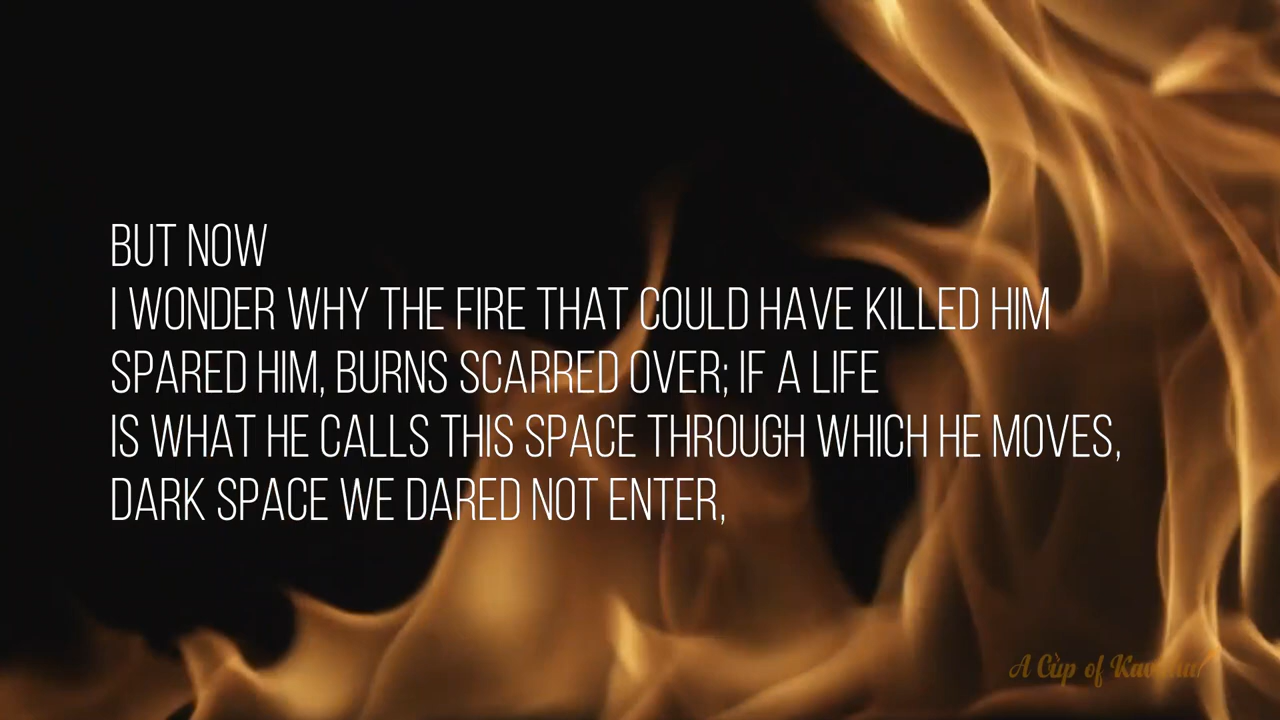 BUT NOW
I WONDER WHY THE FIRE THAT COULD HAVE KILLED HIM
SPARED HIM, BURNS SCARRED OVER; IF A LIFE
IS WHAT HE CALLS THIS SPACE THROUGH WHICH HE MOVES,
DARK SPACE WE DARED NOT ENTER,
A Cup of